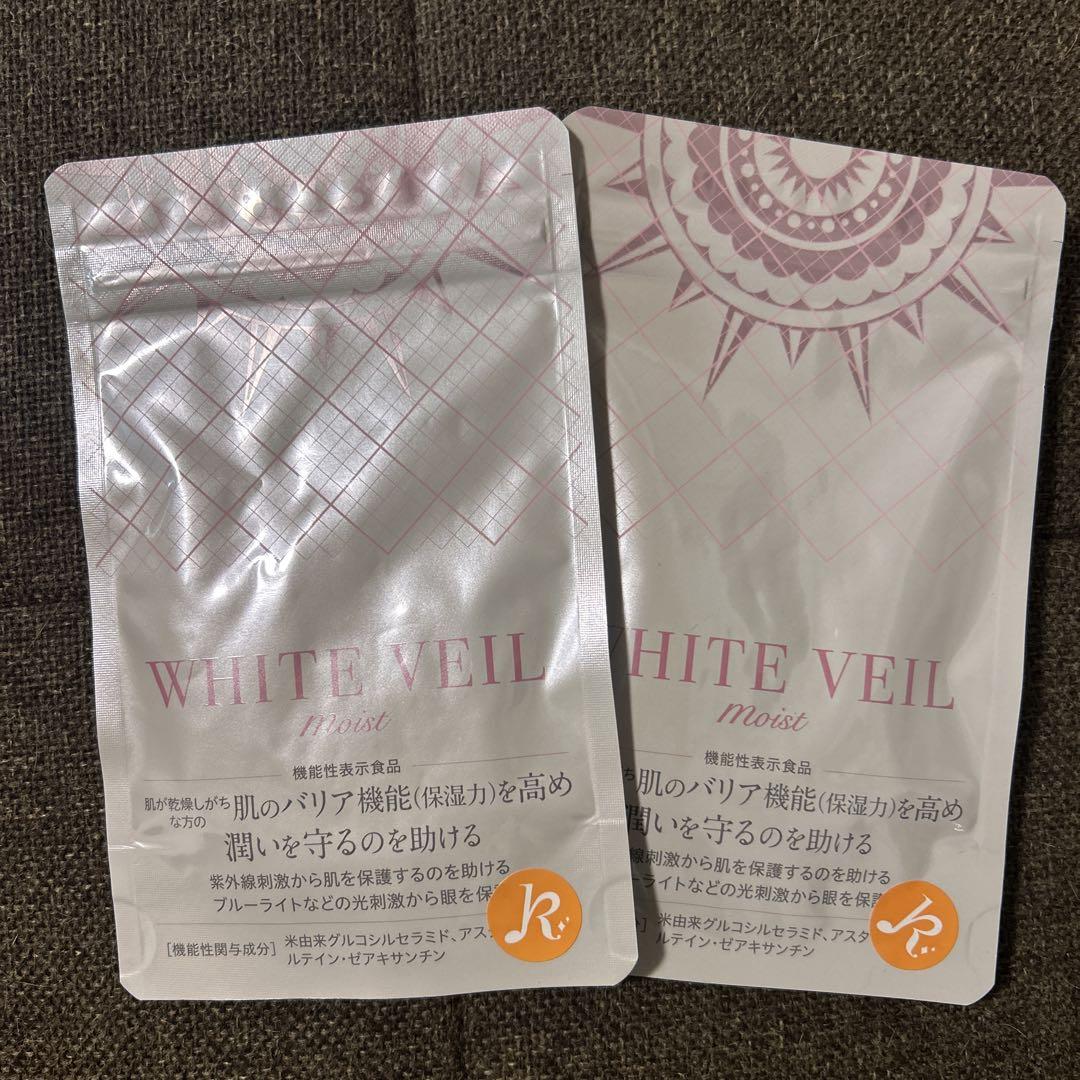 WHITE VEIL
moist
機能性表示食品
肌が乾燥しがち
な方の
肌のバリア機能(保湿力)を高め
潤いを守るのを助ける
紫外線刺激から肌を保護するのを助ける
ブルーライトなどの光刺激から眼を保
[機能性関与成分]
米由来グルコシルセラミド、アス
ルテイン・ゼアキサンチン
R
WHITE VEIL
moist
機能性表示食品
ち
肌のバリア機能(保湿力)を高め
潤いを守るのを助ける
線刺激から肌を保護するのを助ける
ーライトなどの光刺激から眼を保護
]
米由来グルコシルセラミド、アスタ
ルテイン・ゼアキサンチン
R